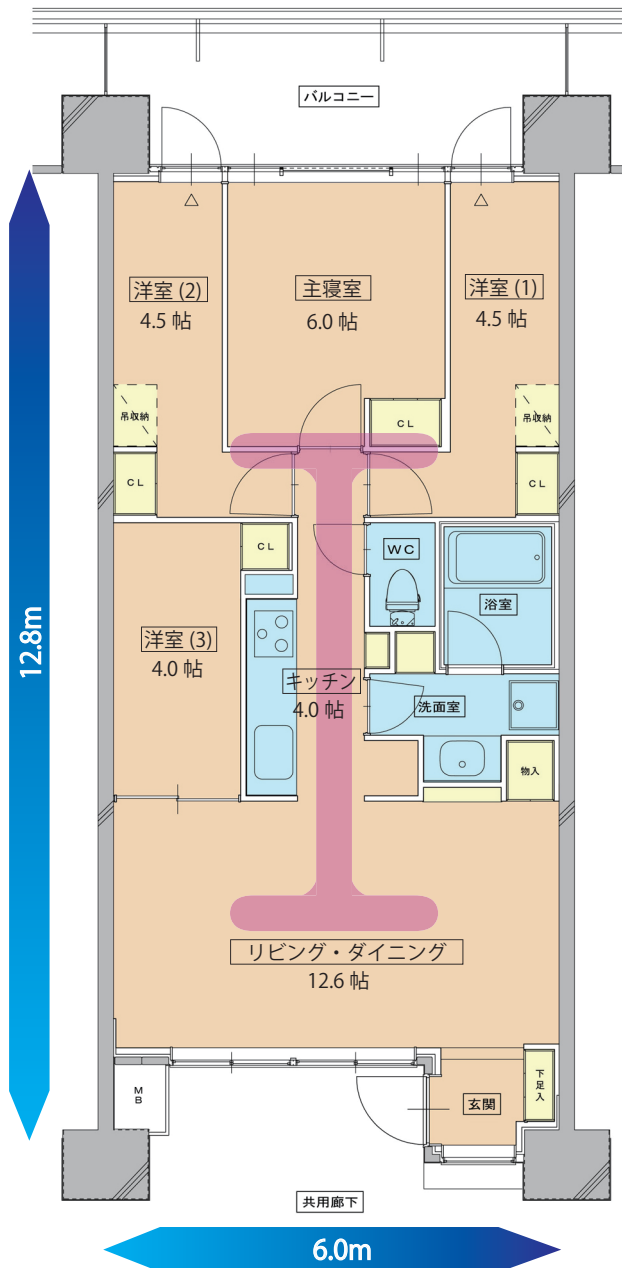 バルコニー
洋室 (2)
4.5 帖
主寝室
6.0 帖
洋室 (1)
4.5 帖
吊収納
吊収納
CL
CL
CL
CL
WC
浴室
洋室 (3)
4.0 帖
キッチン
4.0 帖
洗面室
物入
12.8m
リビング・ダイニング
12.6 帖
MB
玄関
下足入
共用廊下
6.0m